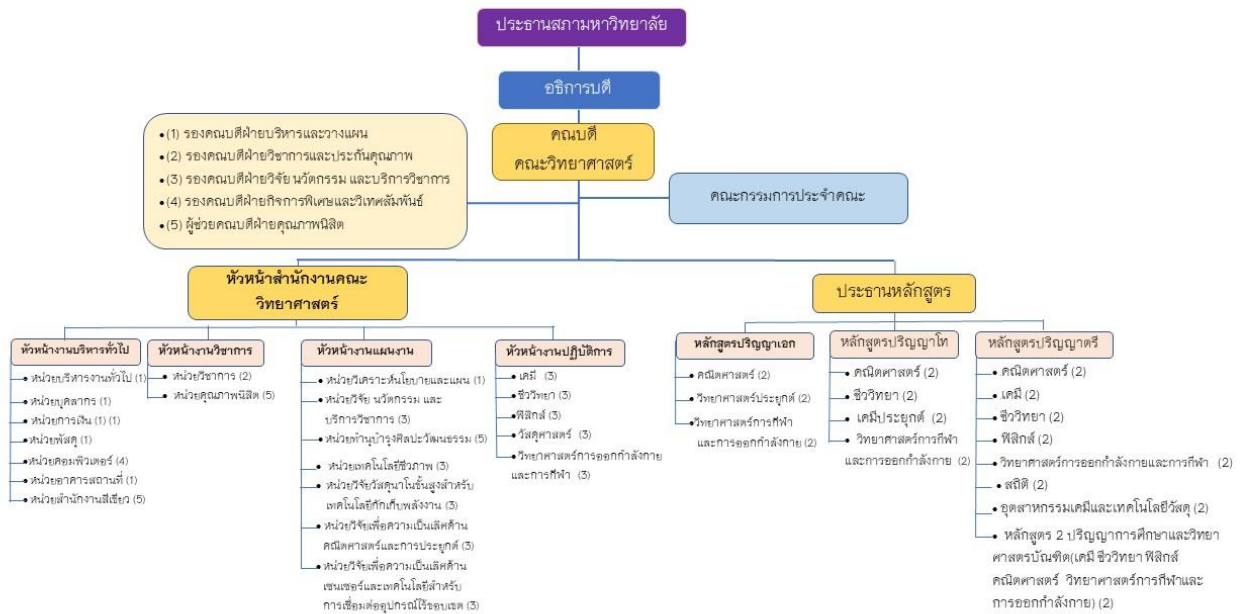 ประธานสภามหาวิทยาลัย
อธิการบดี
คณบดี
คณะวิทยาศาสตร์
• (1) รองคณบดีฝ่ายบริหารและวางแผน
• (2) รองคณบดีฝ่ายวิชาการและประกันคุณภาพ
• (3) รองคณบดีฝ่ายวิจัย นวัตกรรม และบริการวิชาการ
• (4) รองคณบดีฝ่ายกิจการพิเศษและวิเทศสัมพันธ์
• (5) ผู้ช่วยคณบดีฝ่ายคุณภาพนิสิต
คณะกรรมการประจำคณะ
หัวหน้าสำนักงานคณะ
วิทยาศาสตร์
ประธานหลักสูตร
หัวหน้างานบริหารทั่วไป
• หน่วยบริหารงานทั่วไป (1)
• หน่วยบุคลากร (1)
• หน่วยการเงิน (1) (1)
• หน่วยพัสดุ (1)
• หน่วยคอมพิวเตอร์ (4)
• หน่วยอาคารสถานที่ (1)
• หน่วยสำนักงานสีเขียว (5)
หัวหน้างานวิชาการ
• หน่วยวิชาการ (2)
• หน่วยคุณภาพนิสิต (5)
หัวหน้างานแผนงาน
• หน่วยวิเคราะห์นโยบายและแผน (1)
• หน่วยวิจัย นวัตกรรม และ
บริการวิชาการ (3)
• หน่วยทำนุบำรุงศิลปะวัฒนธรรม (5)
• หน่วยเทคโนโลยีชีวภาพ (3)
• หน่วยวิจัยวัสดุนาโนชั้นสูงสำหรับ
เทคโนโลยีกักเก็บพลังงาน (3)
• หน่วยวิจัยเพื่อความเป็นเลิศด้าน
คณิตศาสตร์และการประยุกต์ (3)
• หน่วยวิจัยเพื่อความเป็นเลิศด้าน
เซนเซอร์และเทคโนโลยีสำหรับ
การเชื่อมต่ออุปกรณ์ไร้ขอบเขต (3)
หัวหน้างานปฏิบัติการ
• เคมี (3)
• ชีววิทยา (3)
• ฟิสิกส์ (3)
• วัสดุศาสตร์ (3)
• วิทยาศาสตร์การออกกำลังกาย
และการกีฬา (3)
หลักสูตรปริญญาเอก
• คณิตศาสตร์ (2)
• วิทยาศาสตร์ประยุกต์ (2)
• วิทยาศาสตร์การกีฬา
และการออกกำลังกาย (2)
หลักสูตรปริญญาโท
• คณิตศาสตร์ (2)
• ชีววิทยา (2)
• เคมีประยุกต์ (2)
• วิทยาศาสตร์การกีฬา
และการออกกำลังกาย (2)
หลักสูตรปริญญาตรี
• คณิตศาสตร์ (2)
• เคมี (2)
• ชีววิทยา (2)
• ฟิสิกส์ (2)
• วิทยาศาสตร์การออกกำลังกายและการกีฬา (2)
• สถิติ (2)
• อุตสาหกรรมเคมีและเทคโนโลยีวัสดุ (2)
• หลักสูตร 2 ปริญญาการศึกษาและวิทยา
ศาสตรบัณฑิต(เคมี ชีววิทยา ฟิสิกส์
คณิตศาสตร์ วิทยาศาสตร์การกีฬาและ
การออกกำลังกาย) (2)